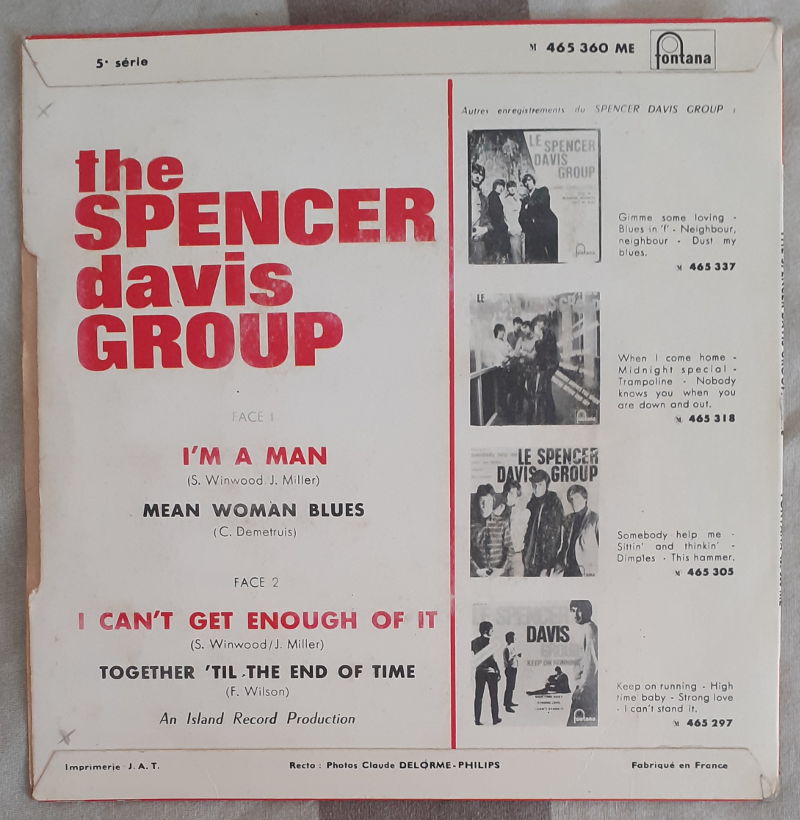 5e série
M 465 360 ME
fontana
the
SPENCER
davis
GROUP
FACE 1
I'M A MAN
(S. Winwood J. Miller)
MEAN WOMAN BLUES
(C. Demetruis)
FACE 2
I CAN'T GET ENOUGH OF IT
(S. Winwood/J. Miller)
TOGETHER 'TIL THE END OF TIME
(F. Wilson)
An Island Record Production
Autres enregistrements du SPENCER DAVIS GROUP :
LE SPENCER
DAVIS
GROUP
fontana
Gimme some loving -
Blues in 'f' - Neighbour,
neighbour - Dust my
blues.
M 465 337
LE
When I come home -
Midnight special -
Trampoline - Nobody
knows you when you
are down and out.
M 465 318
LE SPENCER
DAVIS GROUP
fontana
Somebody help me -
Sittin' and thinkin' -
Dimples - This hammer.
M 465 305
LE SPENCER
DAVIS
KEEP ON RUNNING
fontana
Keep on running - High
time baby - Strong love
- I can't stand it.
M 465 297
Imprimerie J. A. T.
Recto : Photos Claude DELORME-PHILIPS
Fabriqué en France